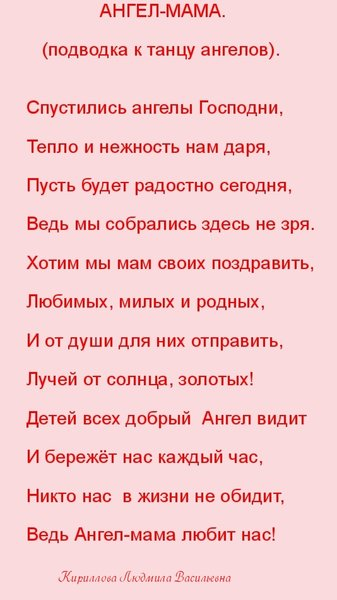 АНГЕЛ-МАМА.
(подводка к танцу ангелов).
Спустились ангелы Господни,
Тепло и нежность нам даря,
Пусть будет радостно сегодня,
Ведь мы собрались здесь не зря.
Хотим мы мам своих поздравить,
Любимых, милых и родных,
И от души для них отправить,
Лучей от солнца, золотых!
Детей всех добрый  Ангел видит
И бережёт нас каждый час,
Никто нас  в жизни не обидит,
Ведь Ангел-мама любит нас!
Кириллова Людмила Васильевна